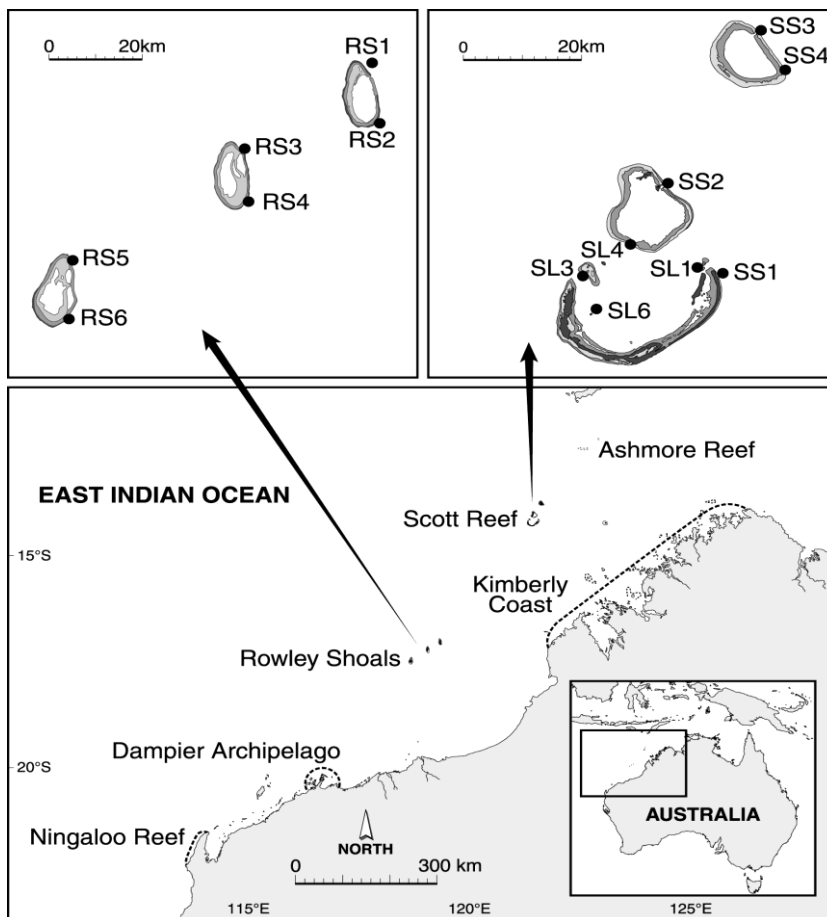 0
20km
RS1
RS2
RS3
RS4
RS5
RS6
0
20km
SS3
SS4
SS2
SL4
SL3
SL1
SS1
SL6
Ashmore Reef
EAST INDIAN OCEAN
Scott Reef
15°S
Kimberly
Coast
Rowley Shoals
Dampier Archipelago
20°S
Ningaloo Reef
NORTH
0
300 km
AUSTRALIA
115°E
120°E
125°E